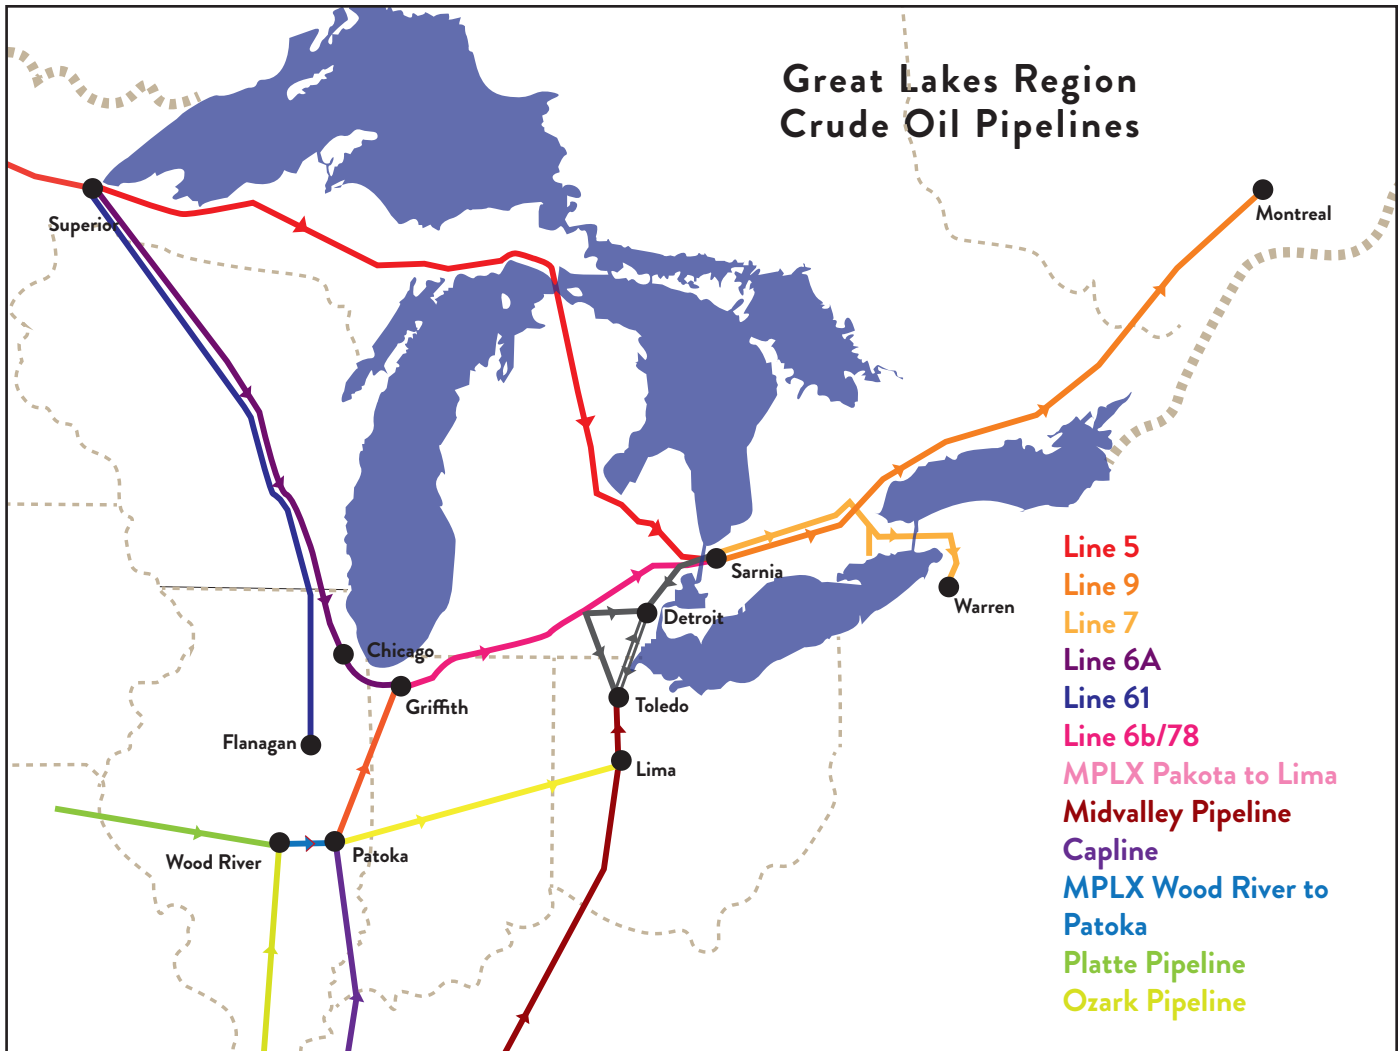 Great Lakes Region
Crude Oil Pipelines
Superior
Montreal
Sarnia
Warren
Detroit
Chicago
Griffith
Toledo
Flanagan
Lima
Wood River
Patoka
Line 5
Line 9
Line 7
Line 6A
Line 61
Line 6b/78
MPLX Pakota to Lima
Midvalley Pipeline
Capline
MPLX Wood River to
Patoka
Platte Pipeline
Ozark Pipeline